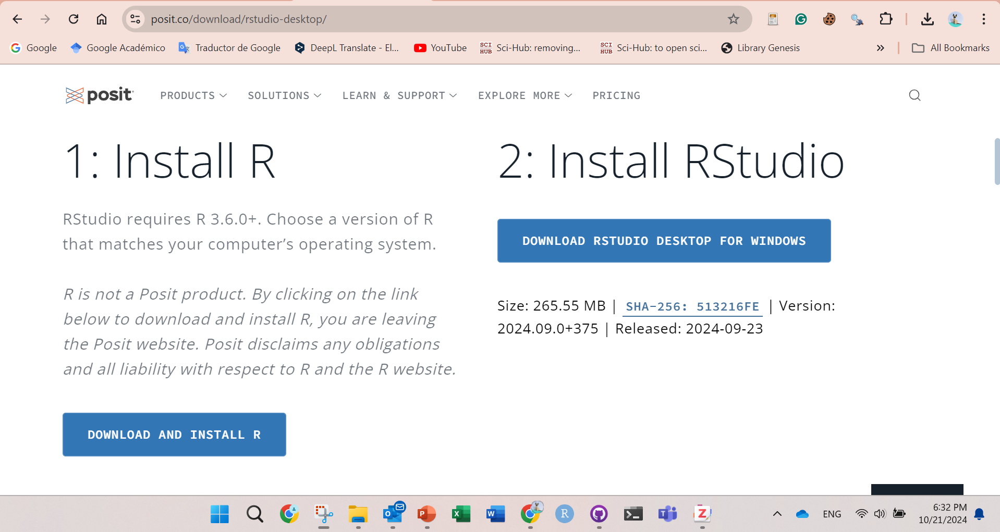 posit.co/download/rstudio-desktop/
Google Google Académico Traductor de Google DeepL Translate - El... YouTube Sci-Hub: removing... Sci-Hub: to open sci... Library Genesis » All Bookmarks
posit PRODUCTS SOLUTIONS LEARN & SUPPORT EXPLORE MORE PRICING
1: Install R
RStudio requires R 3.6.0+. Choose a version of R
that matches your computer’s operating system.
R is not a Posit product. By clicking on the link
below to download and install R, you are leaving
the Posit website. Posit disclaims any obligations
and all liability with respect to R and the R website.
DOWNLOAD AND INSTALL R
2: Install RStudio
DOWNLOAD RSTUDIO DESKTOP FOR WINDOWS
Size: 265.55 MB | SHA-256: 513216FE | Version:
2024.09.0+375 | Released: 2024-09-23
ENG
6:32 PM
10/21/2024